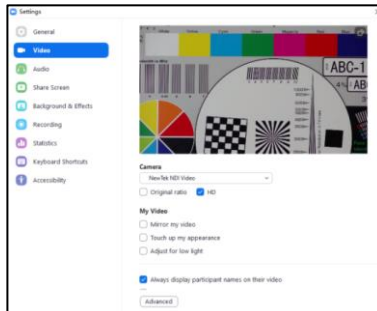 Settings
General
Video
Audio
Share Screen
Background & Effects
Recording
Statistics
Keyboard Shortcuts
Accessibility
ABC-1
AB
Camera
NewTek NDI Video
Original ratio
HD
My Video
Mirror my video
Touch up my appearance
Adjust for low light
Always display participant names on their video
Advanced